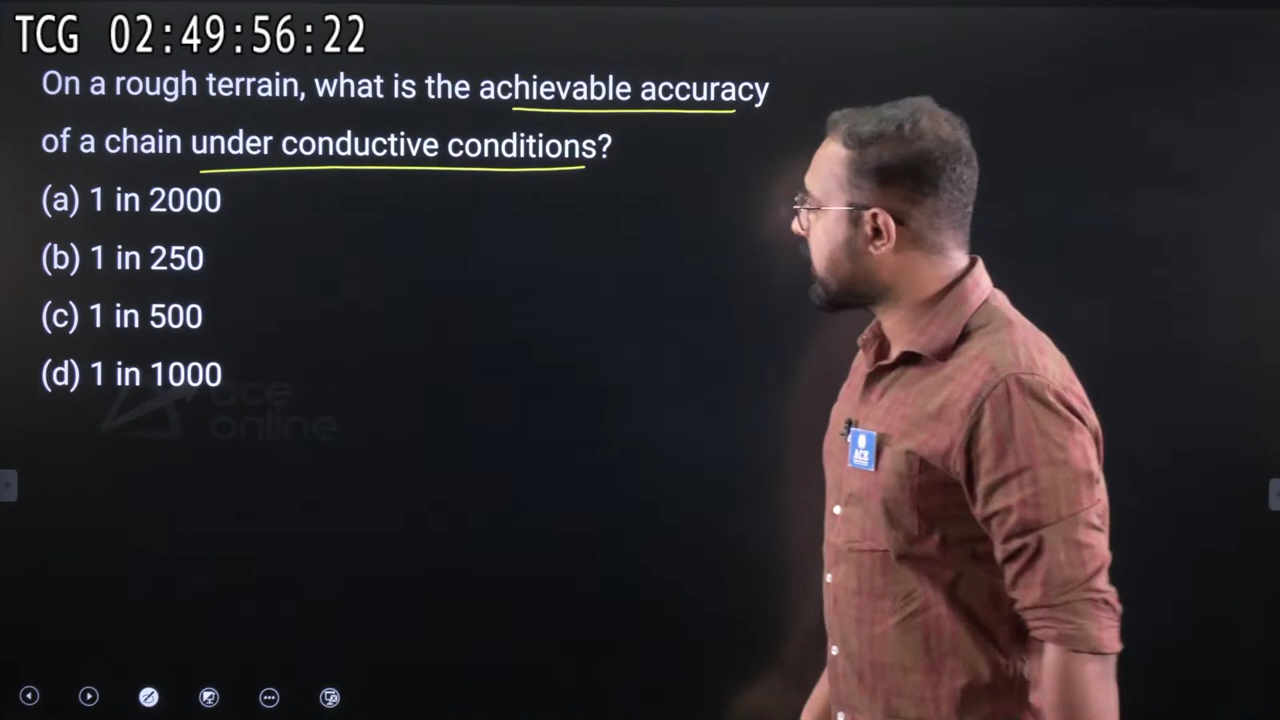 TCG 02:49:56:22
On a rough terrain, what is the achievable accuracy
of a chain under conductive conditions?
(a) 1 in 2000
(b) 1 in 250
(c) 1 in 500
(d) 1 in 1000
ace
online
ACE